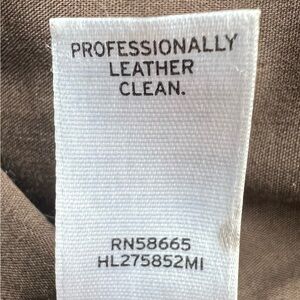 PROFESSIONALLY
LEATHER
CLEAN.
RN58665
HL275852MI